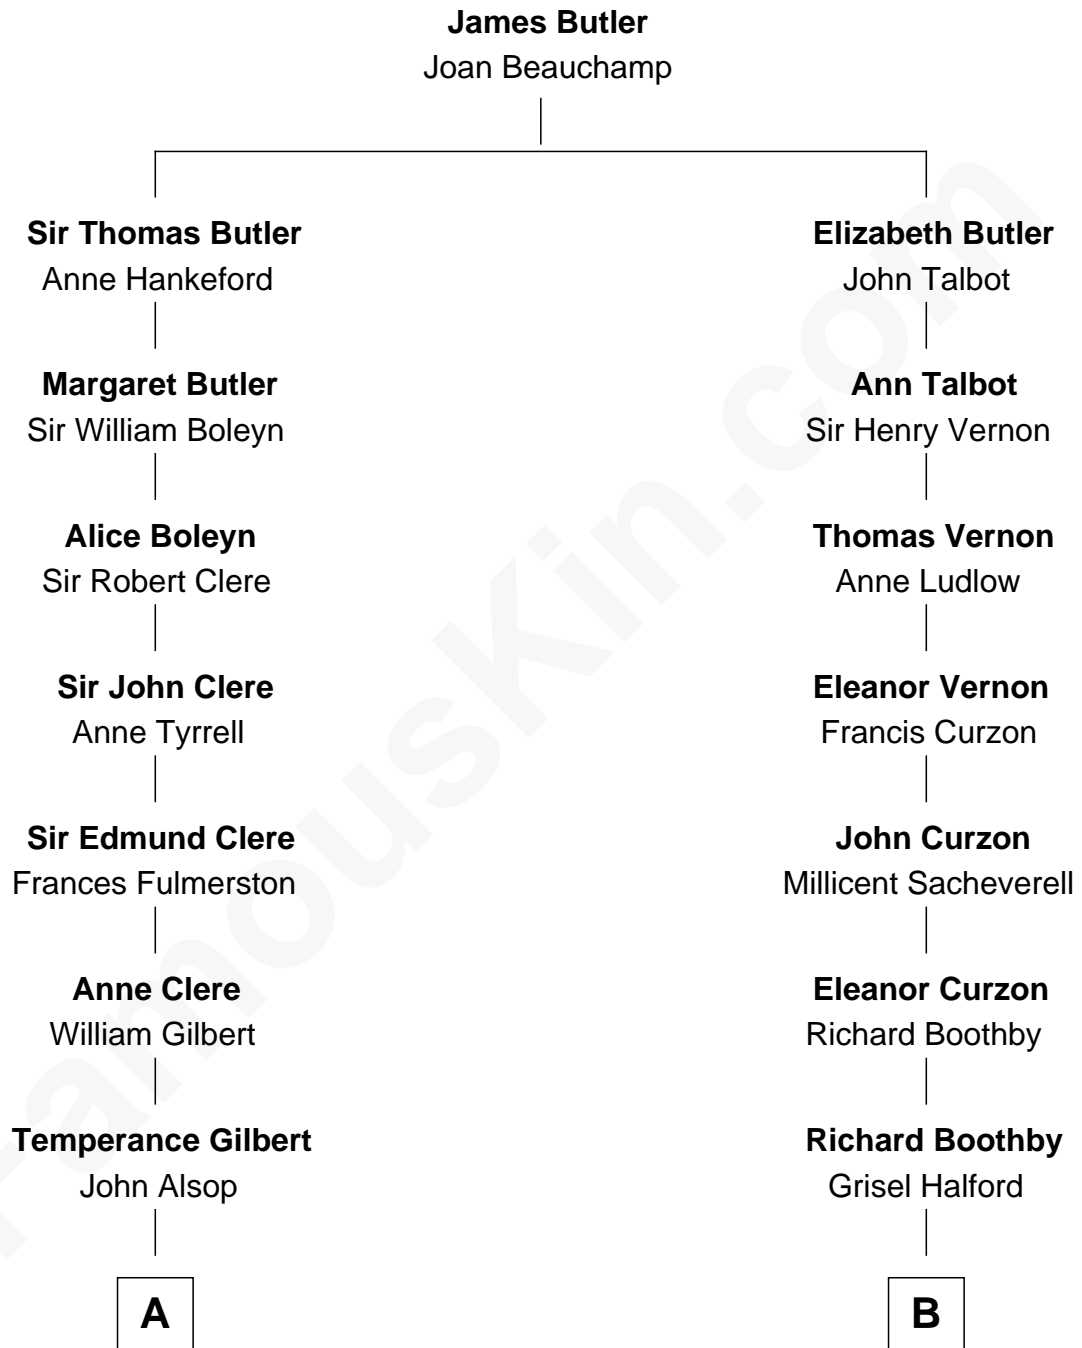 James Butler
Joan Beauchamp
Sir Thomas Butler
Anne Hankeford
Elizabeth Butler
John Talbot
Margaret Butler
Sir William Boleyn
Ann Talbot
Sir Henry Vernon
Alice Boleyn
Sir Robert Clere
Thomas Vernon
Anne Ludlow
Sir John Clere
Anne Tyrrell
Eleanor Vernon
Francis Curzon
Sir Edmund Clere
Frances Fulmerston
John Curzon
Millicent Sacheverell
Anne Clere
William Gilbert
Eleanor Curzon
Richard Boothby
Temperance Gilbert
John Alsop
Richard Boothby
Grisel Halford
A
B
FamousKin.com